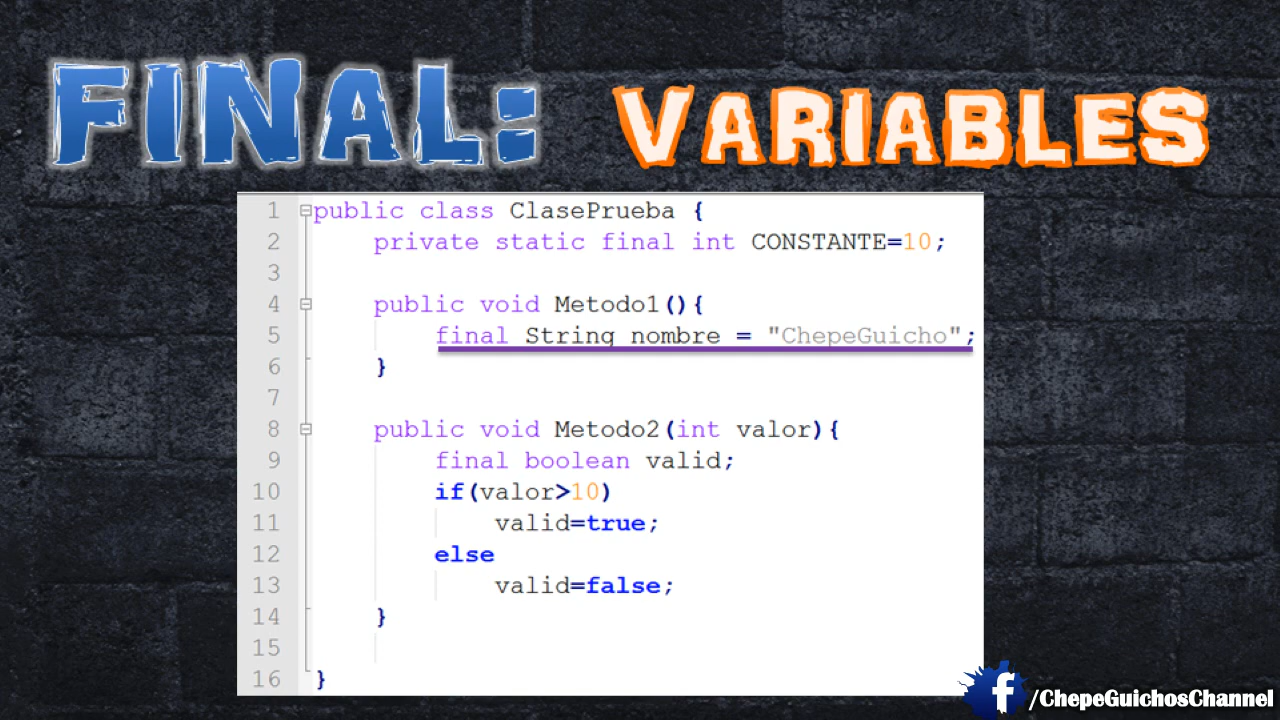 FINAL: VARIABLES
1 public class ClasePrueba {
2 private static final int CONSTANTE=10;
3
4 public void Metodo1(){
5 final String nombre = "ChepeGuicho";
6 }
7
8 public void Metodo2(int valor){
9 final boolean valid;
10 if(valor>10)
11 valid=true;
12 else
13 valid=false;
14 }
15
16 }
f /ChepeGuichosChannel